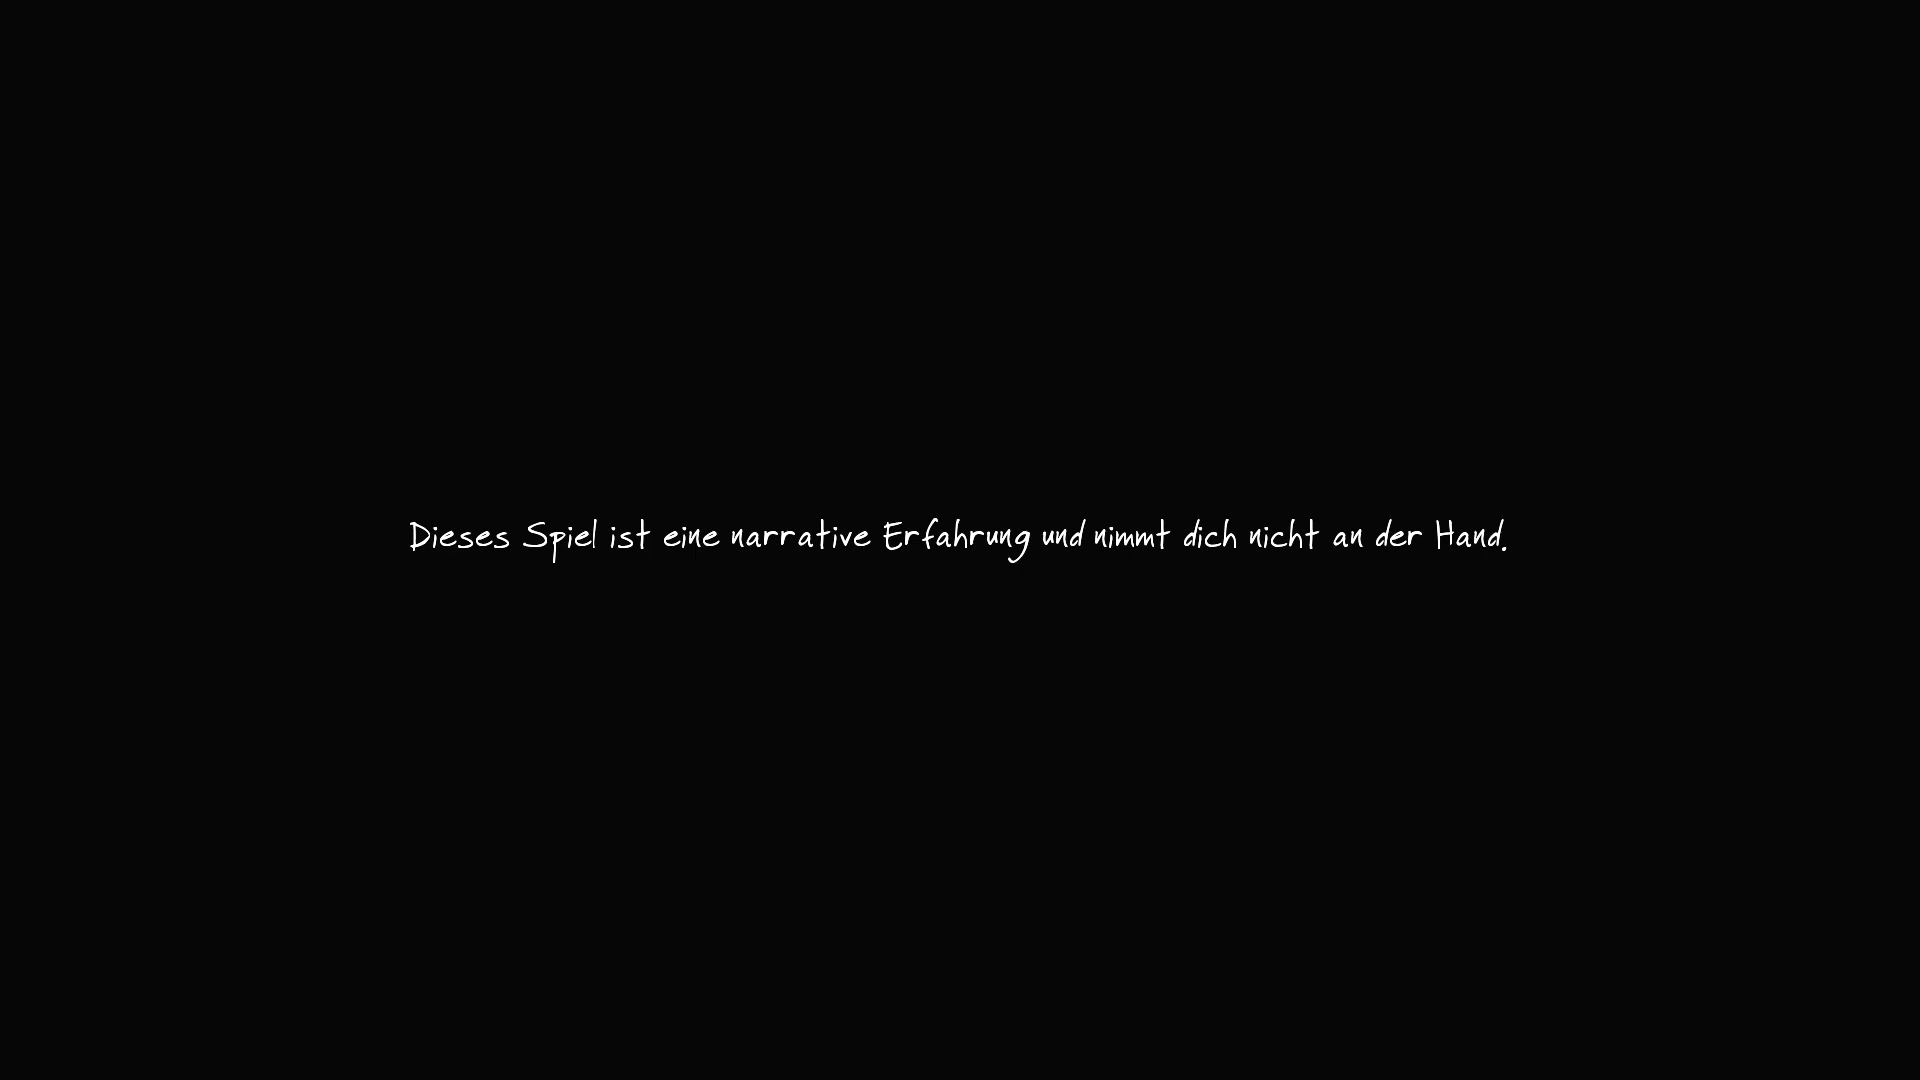 Dieses Spiel ist eine narrative Erfahrung und nimmt dich nicht an der Hand.